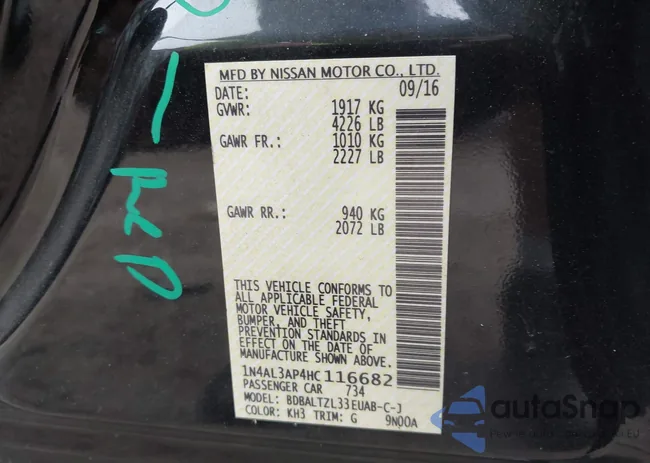 MFD BY NISSAN MOTOR CO., LTD.
DATE: 09/16
GVWR: 1917 KG
4226 LB
GAWR FR.: 1010 KG
2227 LB
GAWR RR.: 940 KG
2072 LB
THIS VEHICLE CONFORMS TO
ALL APPLICABLE FEDERAL
MOTOR VEHICLE SAFETY,
BUMPER, AND THEFT
PREVENTION STANDARDS IN
EFFECT ON THE DATE OF
MANUFACTURE SHOWN ABOVE.
1N4AL3AP4HC116682
PASSENGER CAR 734
MODEL: BDBALTZL33EUAB-C-J
COLOR: KH3 TRIM: G 9N00A
autoSnap